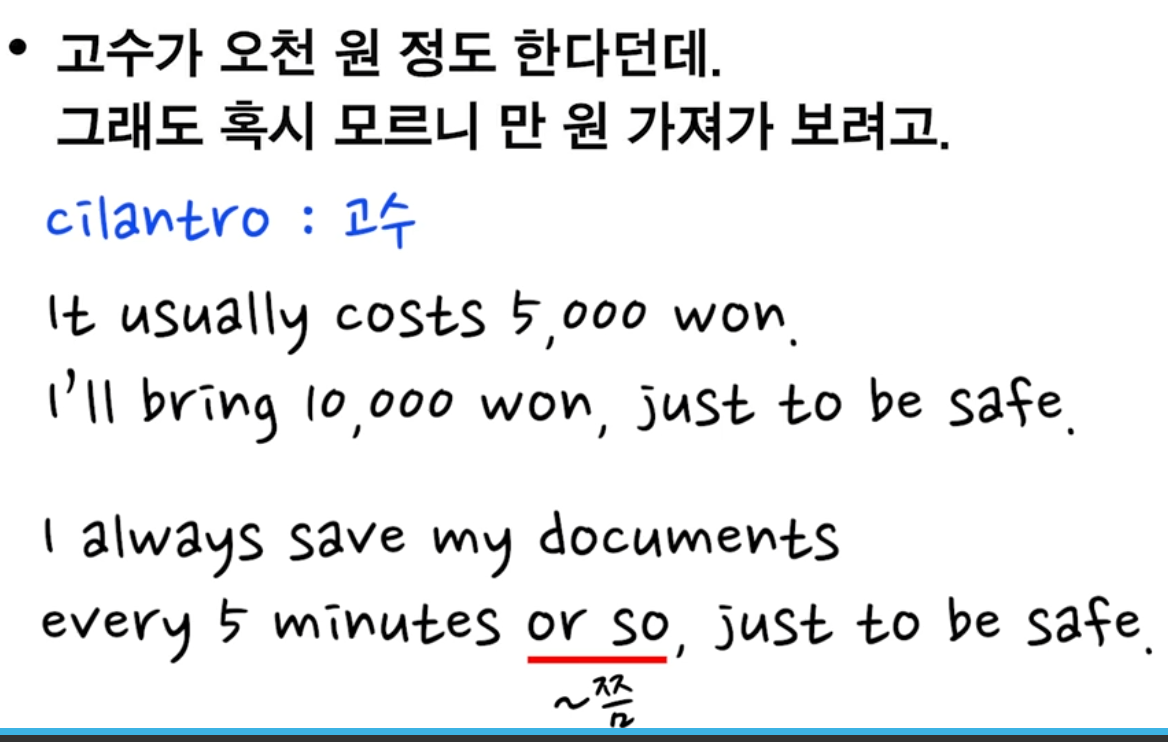 • 고수가 오천 원 정도 한다던데.
그래도 혹시 모르니 만 원 가져가 보려고.
cilantro : 고수
It usually costs 5,000 won.
I'll bring 10,000 won, just to be safe.
I always save my documents
every 5 minutes or so, just to be safe.
~쯤